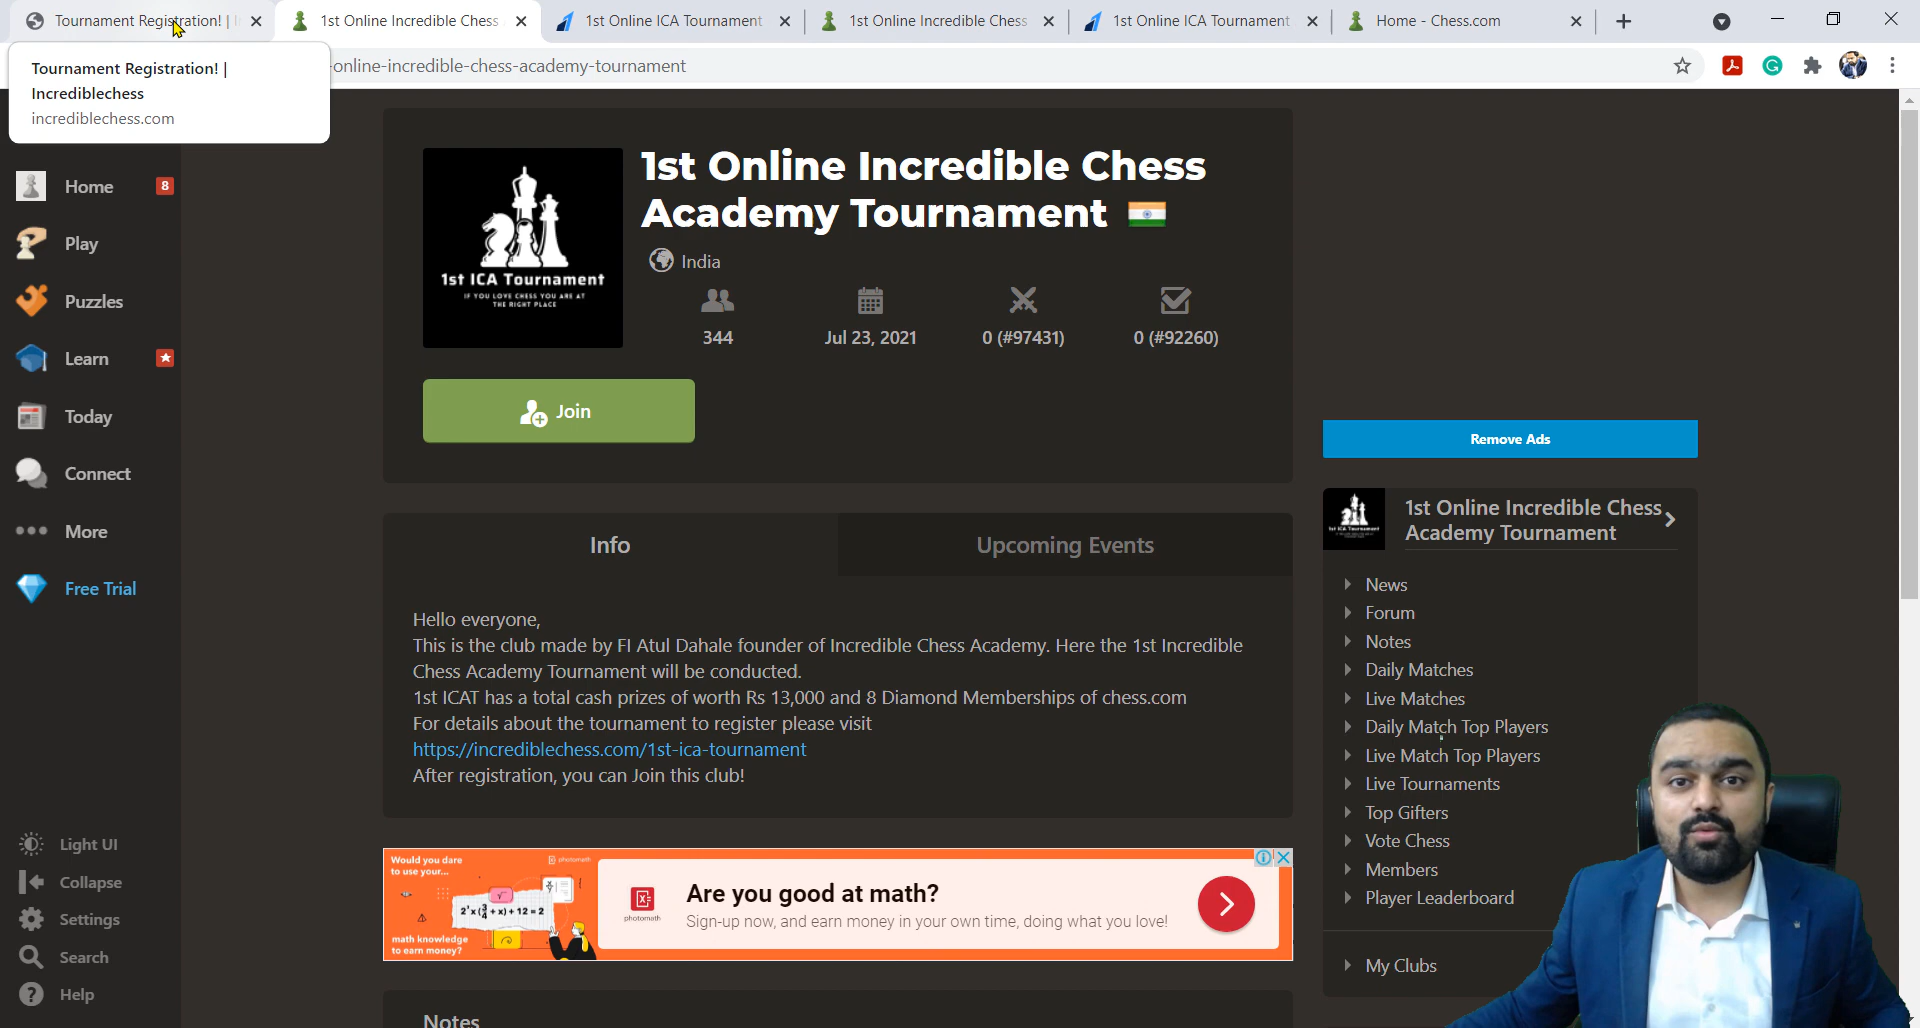 Tournament Registration! | I
1st Online Incredible Chess
1st Online ICA Tournament
1st Online Incredible Chess
1st Online ICA Tournament
Home - Chess.com
Tournament Registration! |
Incrediblechess
incrediblechess.com
-online-incredible-chess-academy-tournament
Home 8
Play
Puzzles
Learn
Today
Connect
More
Free Trial
Light UI
Collapse
Settings
Search
Help
1st ICA Tournament
IF YOU LOVE CHESS YOU ARE AT
THE RIGHT PLACE
1st Online Incredible Chess
Academy Tournament
India
344
Jul 23, 2021
0 (#97431)
0 (#92260)
Join
Info
Upcoming Events
Hello everyone,
This is the club made by FI Atul Dahale founder of Incredible Chess Academy. Here the 1st Incredible
Chess Academy Tournament will be conducted.
1st ICAT has a total cash prizes of worth Rs 13,000 and 8 Diamond Memberships of chess.com
For details about the tournament to register please visit
https://incrediblechess.com/1st-ica-tournament
After registration, you can Join this club!
Would you dare
to use your...
photomath
math knowledge
to earn money?
photomath
Are you good at math?
Sign-up now, and earn money in your own time, doing what you love!
Notes
Remove Ads
1st ICA Tournament
1st Online Incredible Chess
Academy Tournament
News
Forum
Notes
Daily Matches
Live Matches
Daily Match Top Players
Live Match Top Players
Live Tournaments
Top Gifters
Vote Chess
Members
Player Leaderboard
My Clubs